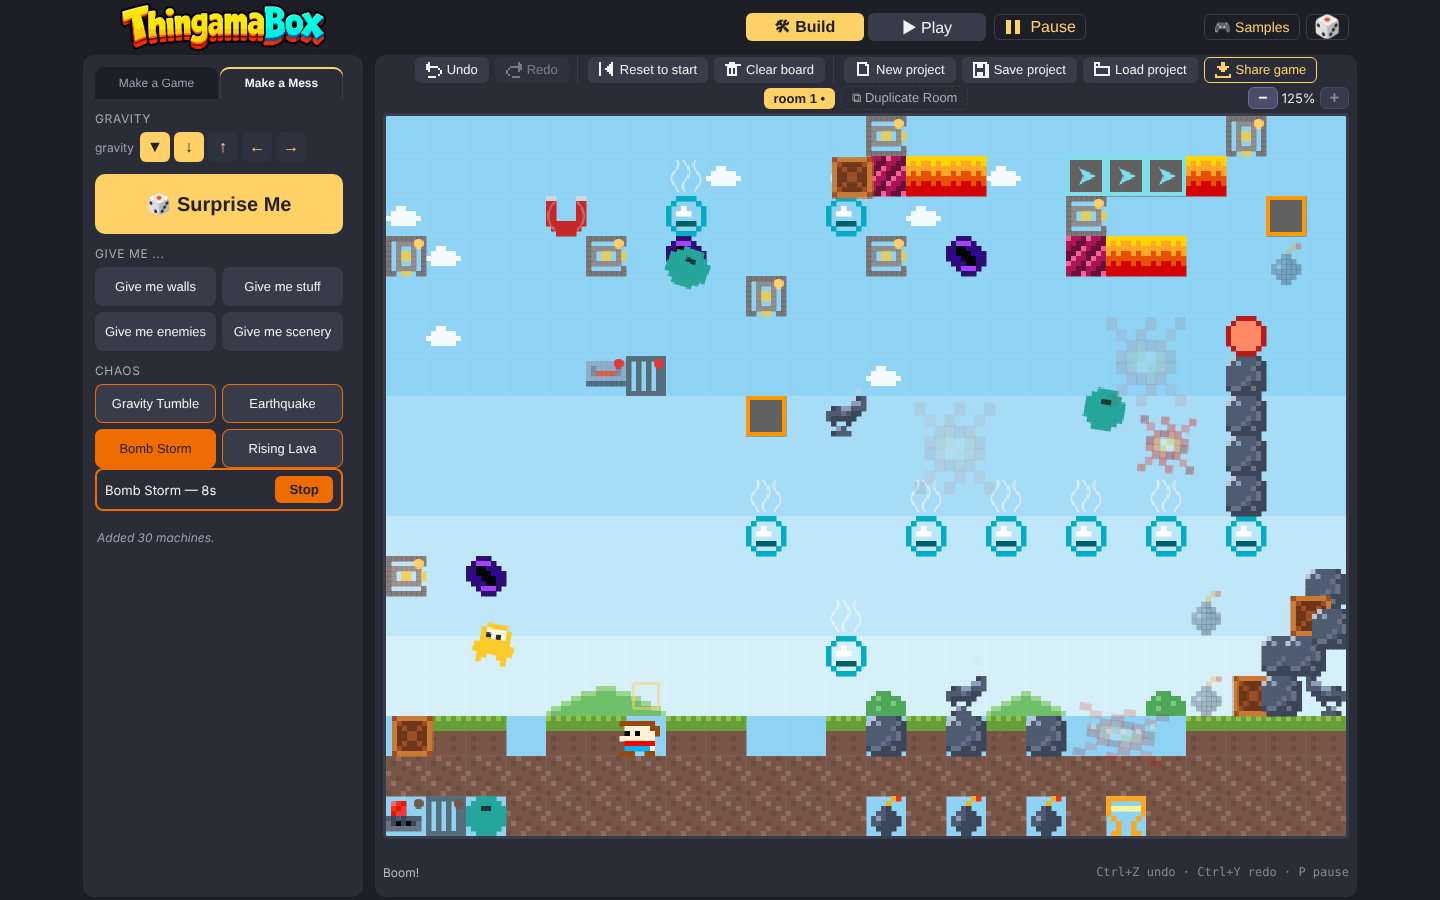 ThingamaBox
Build
Play
Pause
Samples
Make a Game
Make a Mess
Undo
Redo
Reset to start
Clear board
New project
Save project
Load project
Share game
room 1 •
Duplicate Room
− 125% +
GRAVITY
gravity ▼ ↓ ↑ ← →
Surprise Me
GIVE ME ...
Give me walls
Give me stuff
Give me enemies
Give me scenery
CHAOS
Gravity Tumble
Earthquake
Bomb Storm
Rising Lava
Bomb Storm — 8s
Stop
Added 30 machines.
Boom!
Ctrl+Z undo · Ctrl+Y redo · P pause